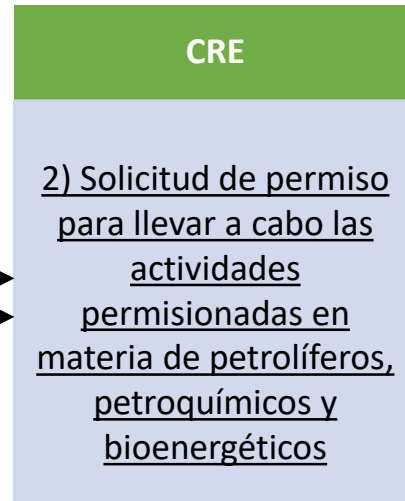 CRE
2) Solicitud de permiso
para llevar a cabo las
actividades
permisionadas en
materia de petrolíferos,
petroquímicos y
bioenergéticos